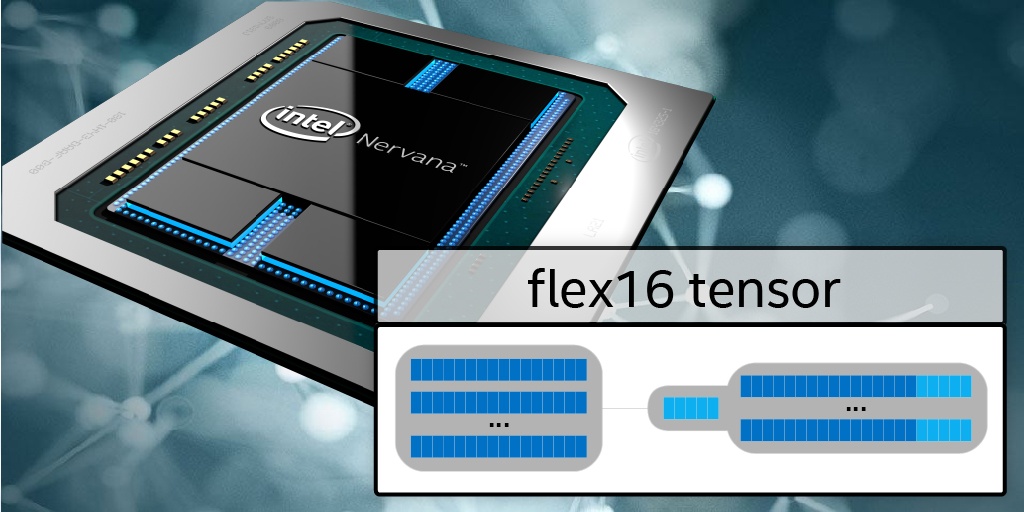 intel
Nervana™
flex16 tensor
...
...